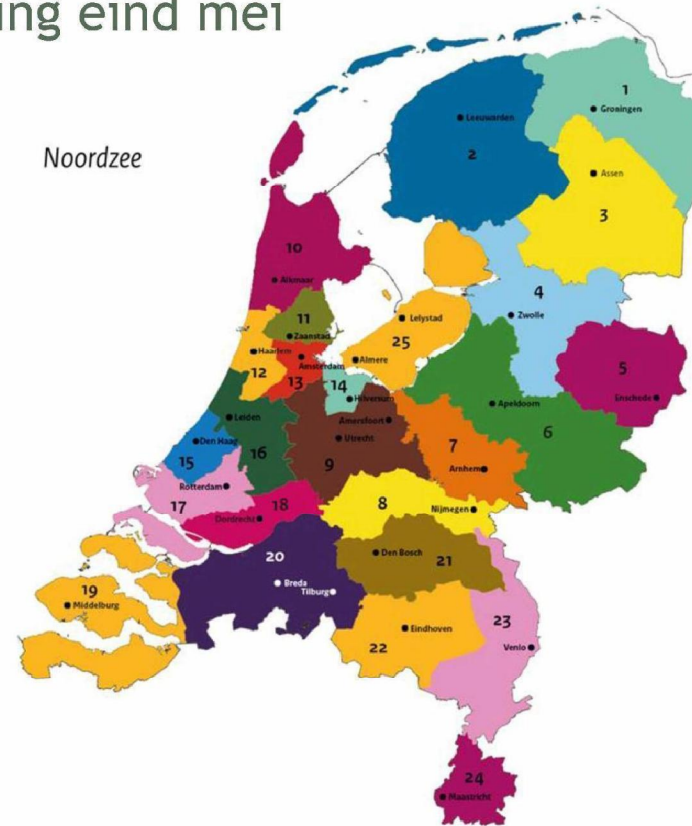 ing eind mei
1
Groningen
Leeuwarden
2
Noordzee
Assen
3
10
4
Alkmaar
Zwolle
11
Lelystad
Zaanstad
25
Haarlem
Amsterdam
Almere
5
12
13
14
Enschede
Hilversum
Apeldoorn
Leiden
Amersfoort
6
Den Haag
Utrecht
7
15
16
9
Arnhem
Rotterdam
17
18
8
Dordrecht
Nijmegen
20
Den Bosch
21
Breda
19
Tilburg
Middelburg
23
Eindhoven
22
Venlo
24
Maastricht